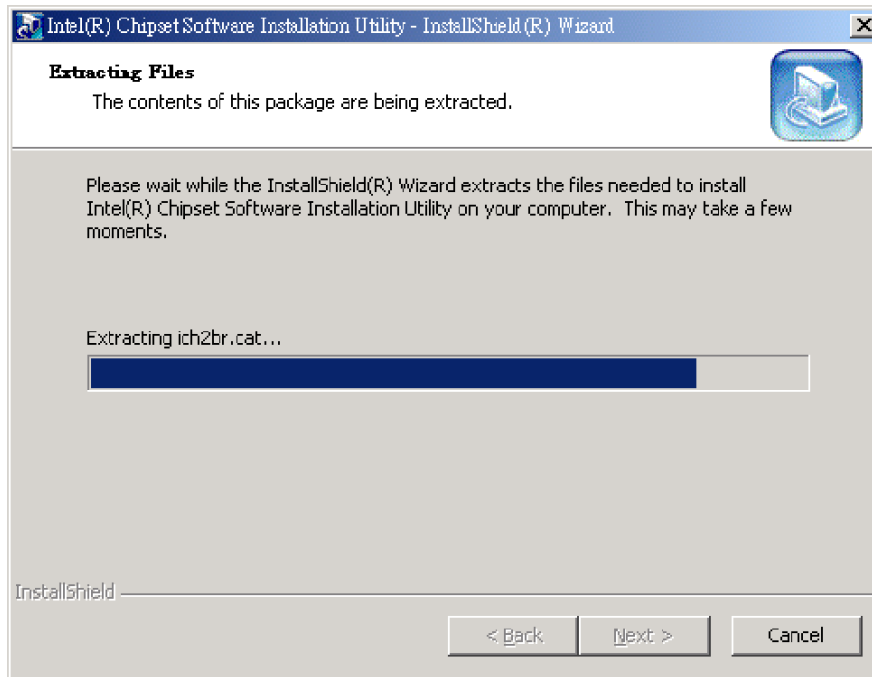 Intel(R) Chipset Software Installation Utility - InstallShield(R) Wizard
Extracting Files
The contents of this package are being extracted.
Please wait while the InstallShield(R) Wizard extracts the files needed to install
Intel(R) Chipset Software Installation Utility on your computer.  This may take a few
moments.
Extracting ich2br.cat...
InstallShield
< Back
Next >
Cancel